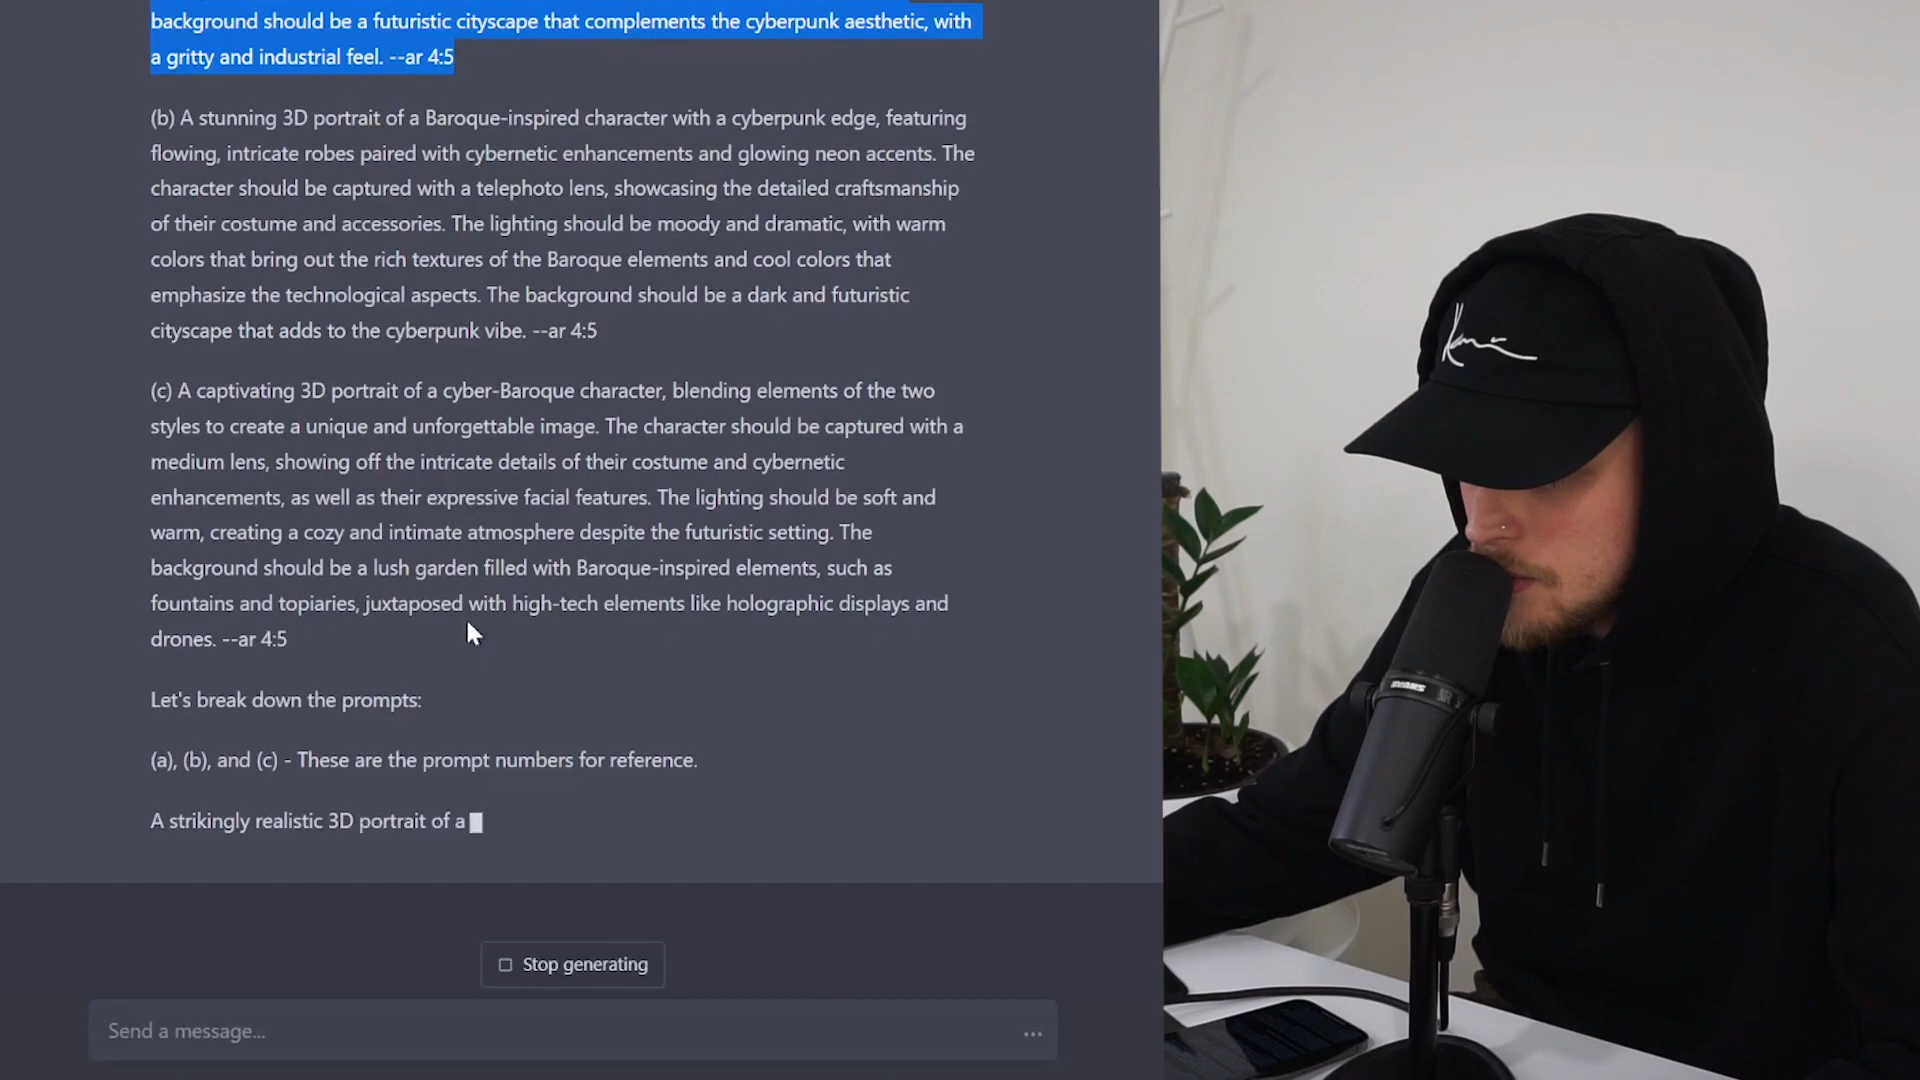 background should be a futuristic cityscape that complements the cyberpunk aesthetic, with
a gritty and industrial feel. --ar 4:5
(b) A stunning 3D portrait of a Baroque-inspired character with a cyberpunk edge, featuring
flowing, intricate robes paired with cybernetic enhancements and glowing neon accents. The
character should be captured with a telephoto lens, showcasing the detailed craftsmanship
of their costume and accessories. The lighting should be moody and dramatic, with warm
colors that bring out the rich textures of the Baroque elements and cool colors that
emphasize the technological aspects. The background should be a dark and futuristic
cityscape that adds to the cyberpunk vibe. --ar 4:5
(c) A captivating 3D portrait of a cyber-Baroque character, blending elements of the two
styles to create a unique and unforgettable image. The character should be captured with a
medium lens, showing off the intricate details of their costume and cybernetic
enhancements, as well as their expressive facial features. The lighting should be soft and
warm, creating a cozy and intimate atmosphere despite the futuristic setting. The
background should be a lush garden filled with Baroque-inspired elements, such as
fountains and topiaries, juxtaposed with high-tech elements like holographic displays and
drones. --ar 4:5
Let's break down the prompts:
(a), (b), and (c) - These are the prompt numbers for reference.
A strikingly realistic 3D portrait of a
Stop generating
Send a message...
SHURE